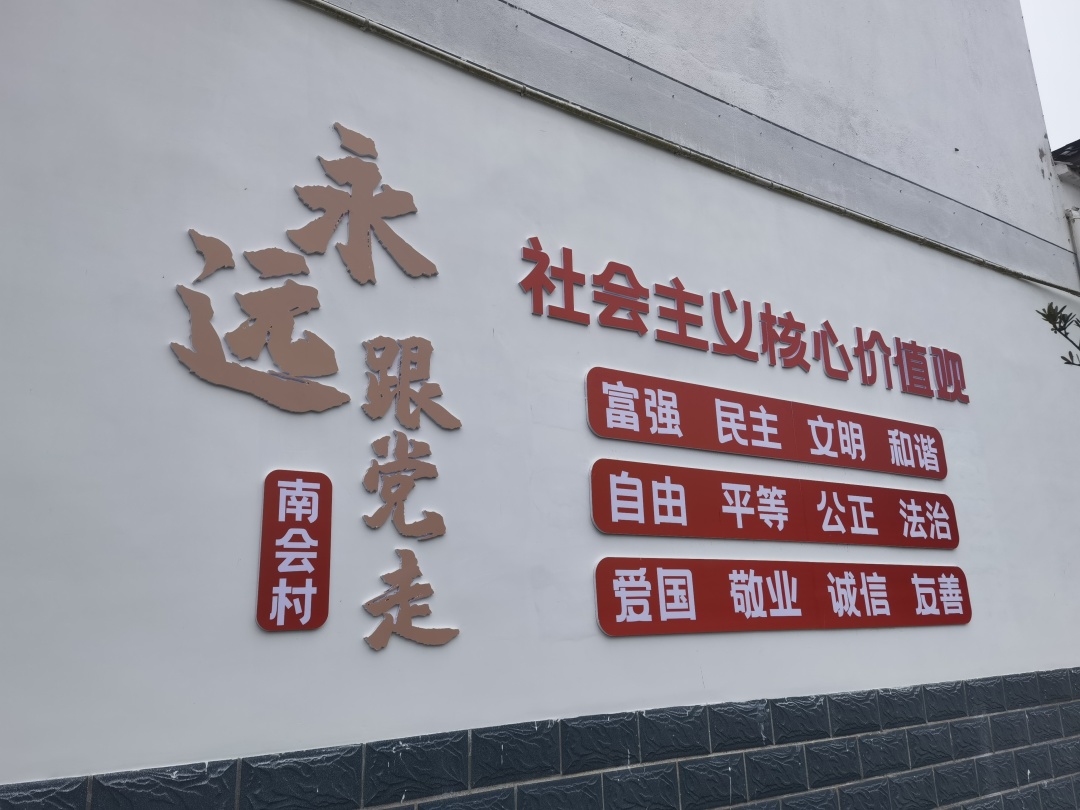 永远
跟党走
南会村
社会主义核心价值观
富强 民主 文明 和谐
自由 平等 公正 法治
爱国 敬业 诚信 友善